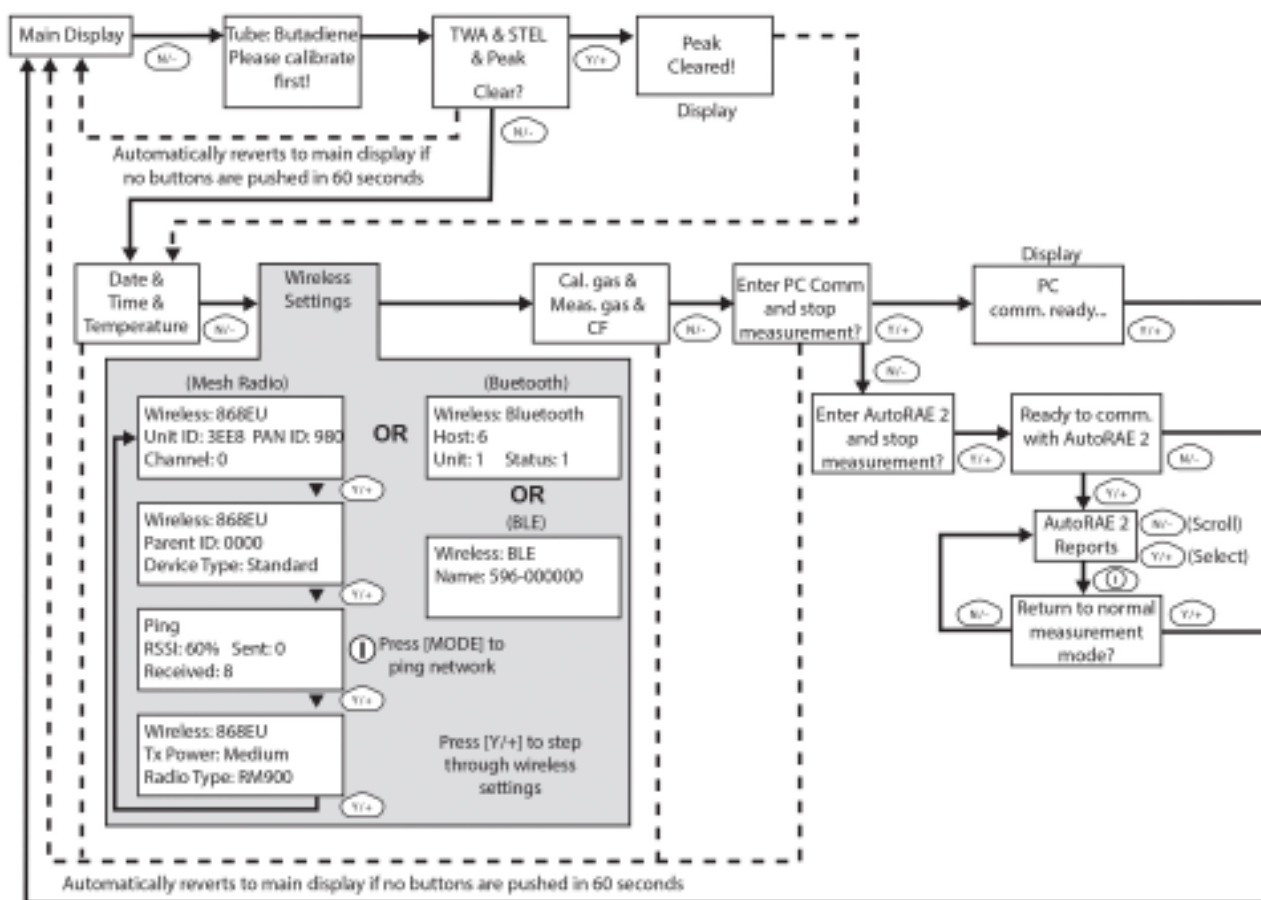 Main Display
N/-
Tube: Butadiene
Please calibrate
first!
TWA & STEL
& Peak
Clear?
Y/+
Peak
Cleared!
Display
N/-
Automatically reverts to main display if
no buttons are pushed in 60 seconds
Date &
Time &
Temperature
N/-
Wireless
Settings
Cal. gas &
Meas. gas &
CF
N/-
Enter PC Comm
and stop
measurement?
Y/+
Display
PC
comm. ready...
Y/+
N/-
Enter AutoRAE 2
and stop
measurement?
Y/+
Ready to comm.
with AutoRAE 2
N/-
Y/+
AutoRAE 2
Reports
N/- (Scroll)
Y/+ (Select)
Return to normal
measurement
mode?
N/-
Y/+
(Mesh Radio)
Wireless: 868EU
Unit ID: 3EE8 PAN ID: 980
Channel: 0
Y/+
Wireless: 868EU
Parent ID: 0000
Device Type: Standard
Y/+
Ping
RSSI: 60% Sent: 0
Received: 8
Y/+
Wireless: 868EU
Tx Power: Medium
Radio Type: RM900
Y/+
OR
(Buetooth)
Wireless: Bluetooth
Host: 6
Unit: 1 Status: 1
OR
(BLE)
Wireless: BLE
Name: 596-000000
Press [MODE] to
ping network
Press [Y/+] to step
through wireless
settings
Automatically reverts to main display if no buttons are pushed in 60 seconds